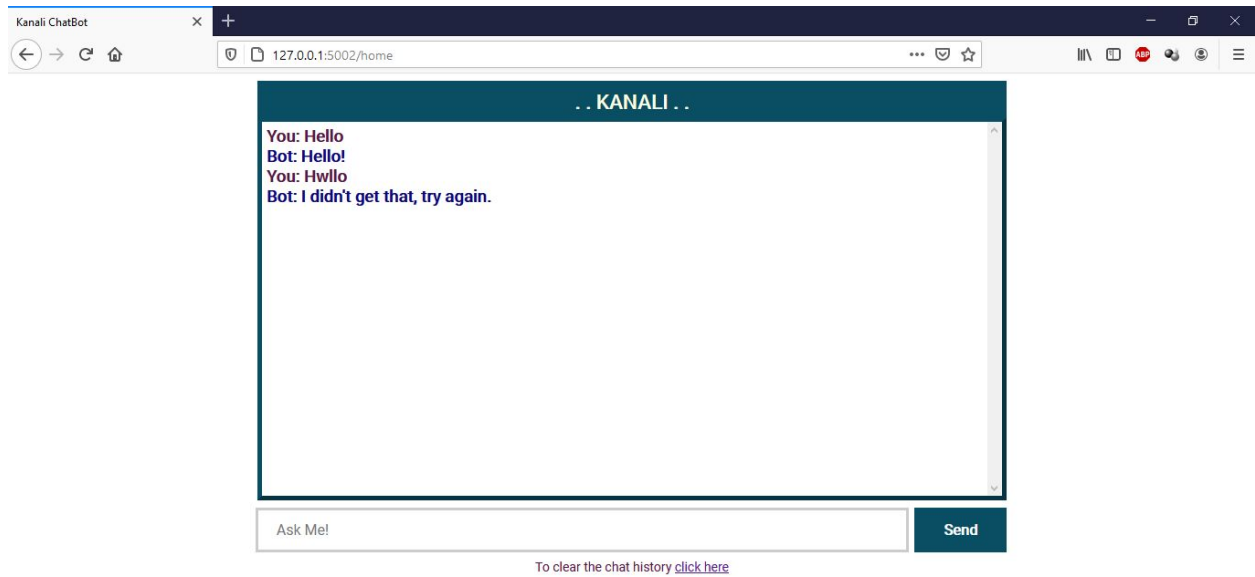 Kanali ChatBot
127.0.0.1:5002/home
ABP
. . KANALI . .
You: Hello
Bot: Hello!
You: Hwllo
Bot: I didn't get that, try again.
Ask Me!
Send
To clear the chat history click here